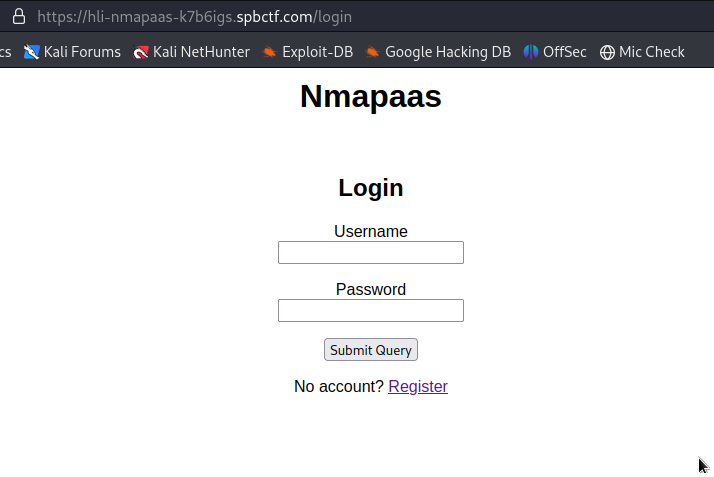 https://hli-nmapaas-k7b6igs.spbctf.com/login
cs Kali Forums Kali NetHunter Exploit-DB Google Hacking DB OffSec Mic Check
Nmapaas
Login
Username
Password
Submit Query
No account? Register